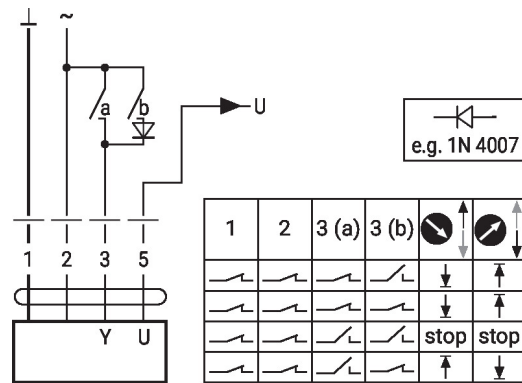 ~
a b
U
e.g. 1N 4007
1 2 3 5
Y U
1 2 3 (a) 3 (b)
stop stop